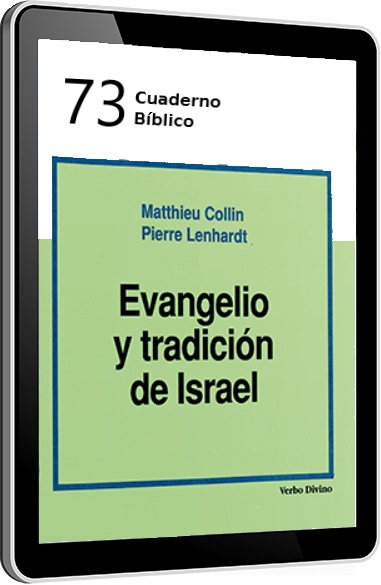 73 Cuaderno
Bíblico
Matthieu Collin
Pierre Lenhardt
Evangelio
y tradición
de Israel
Verbo Divino